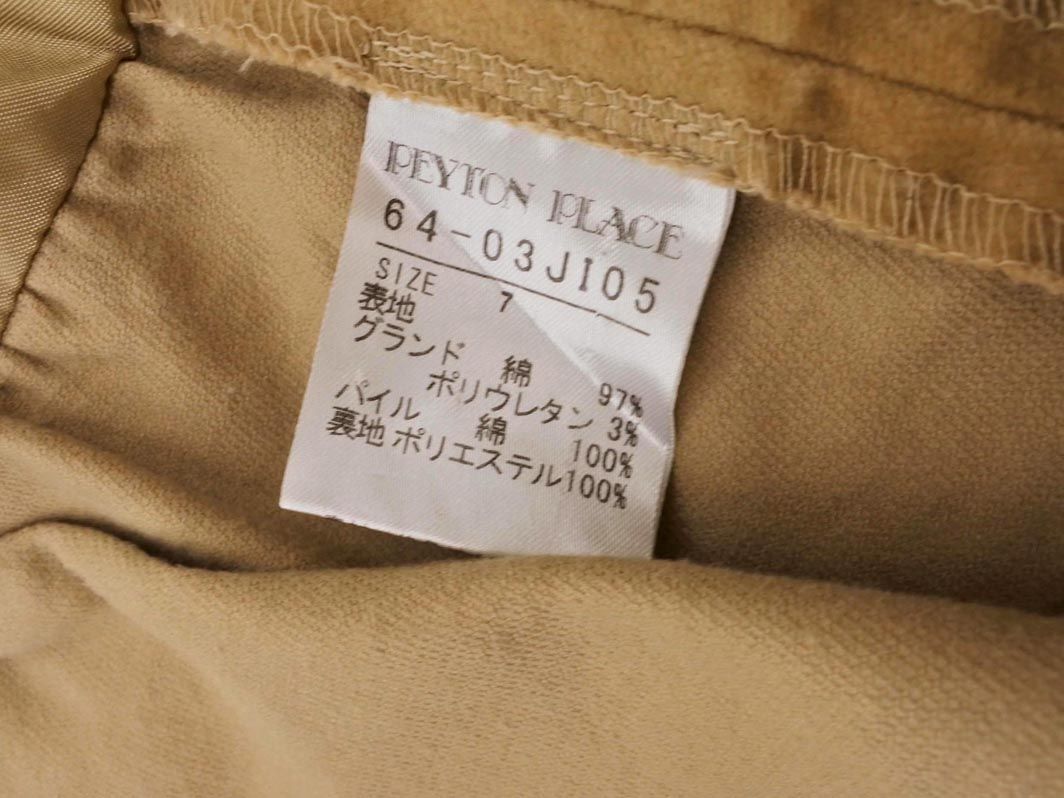 PEYTON PLACE
64-03JI05
SIZE 7
表地
グランド 綿 97%
ポリウレタン 3%
パイル 綿 100%
裏地 ポリエステル100%